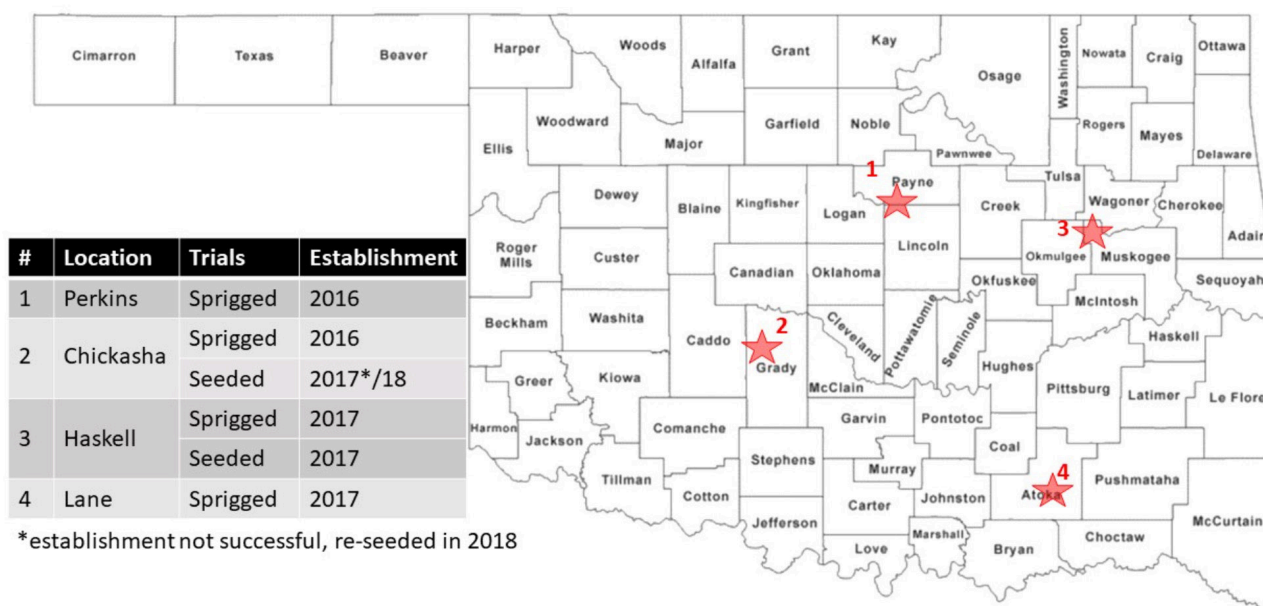 Cimarron Texas Beaver Harper Woods Alfalfa Grant Kay Osage Washington Nowata Craig Ottawa
Woodward Major Garfield Noble Pawnwee Rogers Mayes Delaware
Ellis Dewey Blaine Kingfisher Logan 1 Payne Creek Tulsa Wagoner Cherokee Adair
Roger
Mills
Custer Canadian Oklahoma Lincoln Okfuskee Okmulgee 3 Muskogee Sequoyah
Beckham Washita Caddo 2 Grady Cleveland Pottawatomie Seminole McIntosh Haskell
Greer Kiowa McClain Hughes Pittsburg Latimer Le Flore
Harmon Jackson Comanche Garvin Pontotoc Coal
Tillman Cotton Stephens Murray Carter Johnston Atoka 4 Pushmataha McCurtain
Jefferson Love Marshall Bryan Choctaw
# Location Trials Establishment
1 Perkins Sprigged 2016
2 Chickasha Sprigged 2016
Seeded 2017*/18
3 Haskell Sprigged 2017
Seeded 2017
4 Lane Sprigged 2017
*establishment not successful, re-seeded in 2018